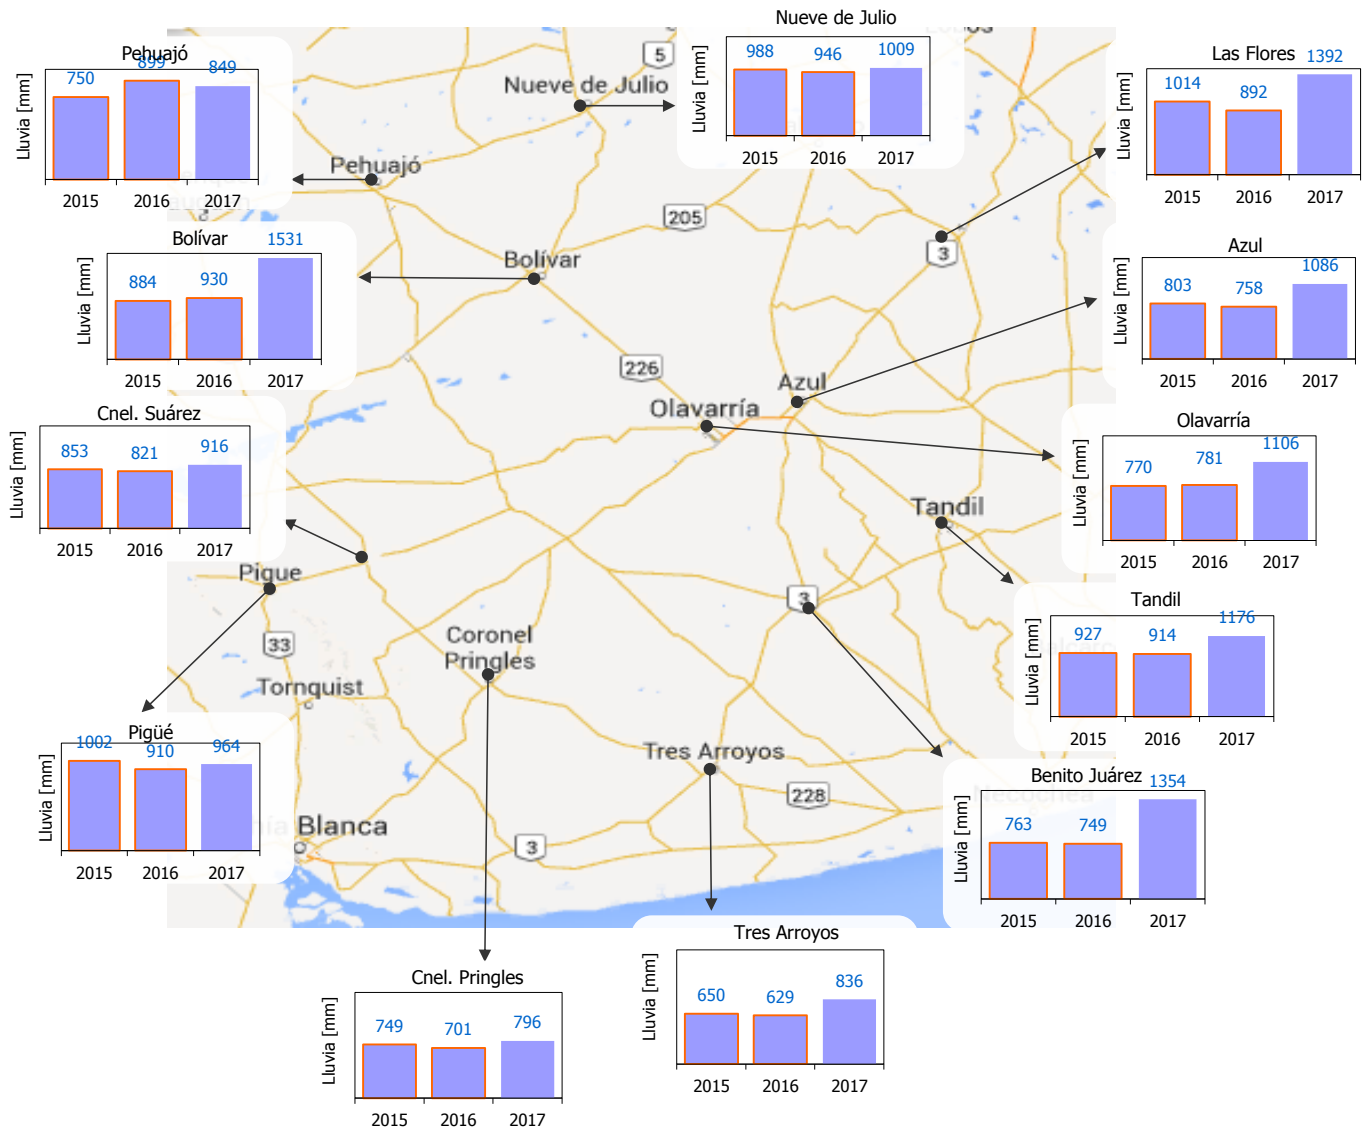 Nueve de Julio
Lluvia [mm]
988 946 1009
2015 2016 2017
Pehuajó
Lluvia [mm]
750 899 849
2015 2016 2017
Las Flores
Lluvia [mm]
1014 892 1392
2015 2016 2017
Bolívar
Lluvia [mm]
884 930 1531
2015 2016 2017
Azul
Lluvia [mm]
803 758 1086
2015 2016 2017
Cnel. Suárez
Lluvia [mm]
853 821 916
2015 2016 2017
Olavarría
Lluvia [mm]
770 781 1106
2015 2016 2017
Tandil
Lluvia [mm]
927 914 1176
2015 2016 2017
Pigüé
Lluvia [mm]
1002 910 964
2015 2016 2017
Benito Juárez
Lluvia [mm]
763 749 1354
2015 2016 2017
Tres Arroyos
Lluvia [mm]
650 629 836
2015 2016 2017
Cnel. Pringles
Lluvia [mm]
749 701 796
2015 2016 2017
5
Nueve de Julio
Pehuajó
205
3
Bolívar
226
Azul
Olavarría
Tandil
Pigue
3
33
Coronel
Pringles
Tornquist
Tres Arroyos
228
Necochea
hía Blanca
3